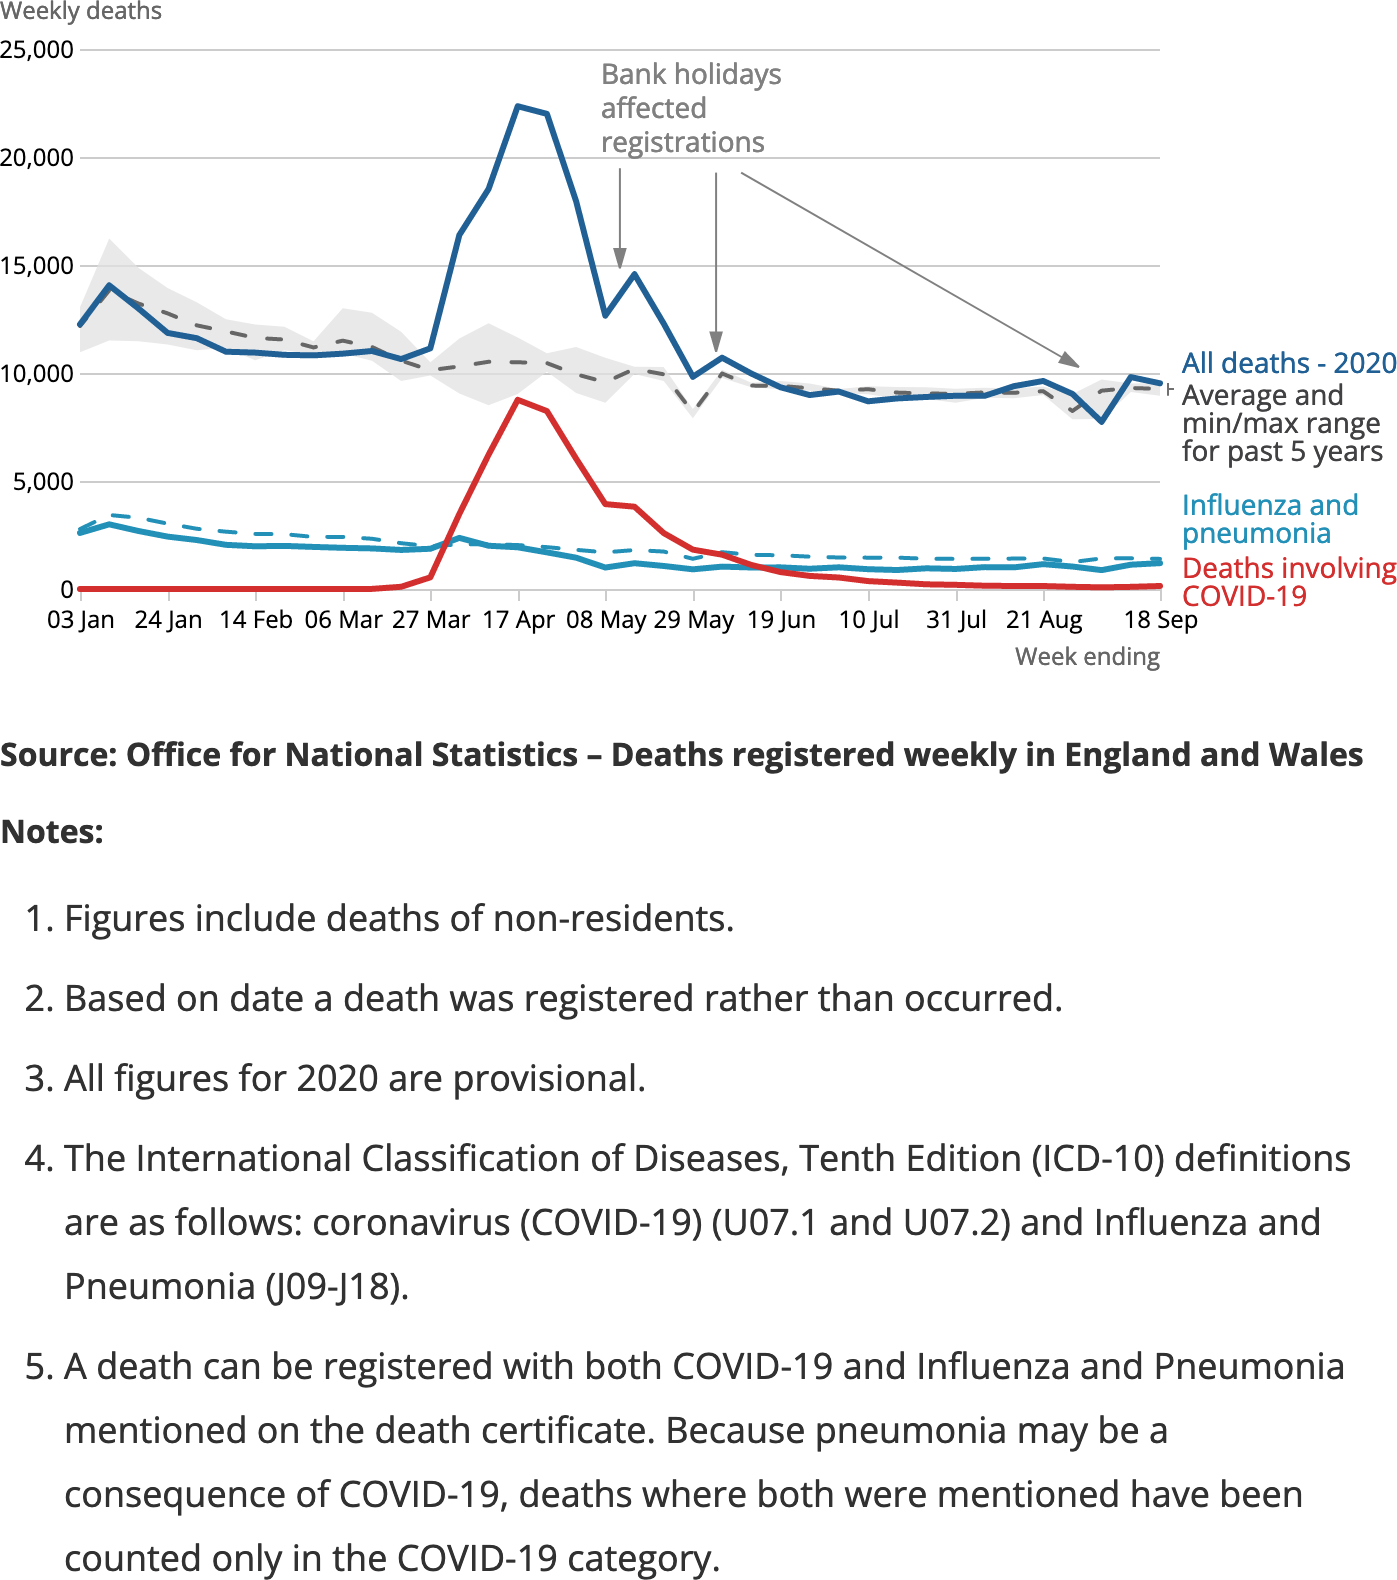 Weekly deaths
25,000
20,000
15,000
10,000
5,000
0
Bank holidays
affected
registrations
All deaths - 2020
Average and
min/max range
for past 5 years
Influenza and
pneumonia
Deaths involving
COVID-19
03 Jan 24 Jan 14 Feb 06 Mar 27 Mar 17 Apr 08 May 29 May 19 Jun 10 Jul 31 Jul 21 Aug 18 Sep
Week ending
Source: Office for National Statistics – Deaths registered weekly in England and Wales
Notes:
1. Figures include deaths of non-residents.
2. Based on date a death was registered rather than occurred.
3. All figures for 2020 are provisional.
4. The International Classification of Diseases, Tenth Edition (ICD-10) definitions
are as follows: coronavirus (COVID-19) (U07.1 and U07.2) and Influenza and
Pneumonia (J09-J18).
5. A death can be registered with both COVID-19 and Influenza and Pneumonia
mentioned on the death certificate. Because pneumonia may be a
consequence of COVID-19, deaths where both were mentioned have been
counted only in the COVID-19 category.